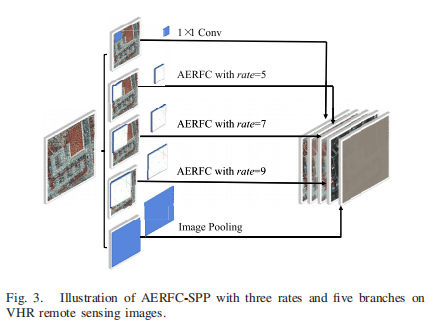 1×1 Conv
AERFC with rate=5
AERFC with rate=7
AERFC with rate=9
Image Pooling
Fig. 3. Illustration of AERFC-SPP with three rates and five branches on
VHR remote sensing images.